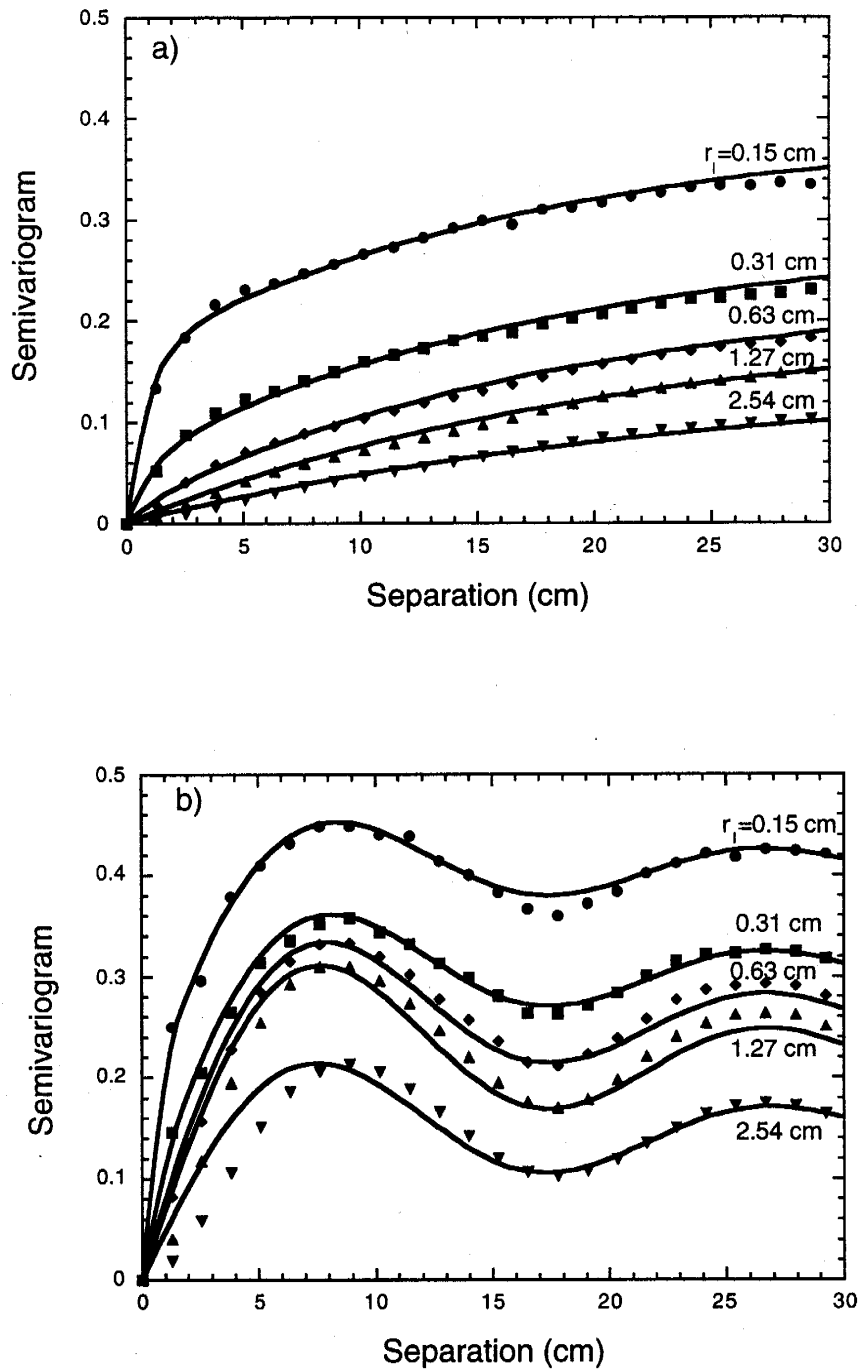 a)
Semivariogram
0.5
0.4
0.3
0.2
0.1
0
rI=0.15 cm
0.31 cm
0.63 cm
1.27 cm
2.54 cm
0 5 10 15 20 25 30
Separation (cm)
b)
Semivariogram
0.5
0.4
0.3
0.2
0.1
0
rI=0.15 cm
0.31 cm
0.63 cm
1.27 cm
2.54 cm
0 5 10 15 20 25 30
Separation (cm)